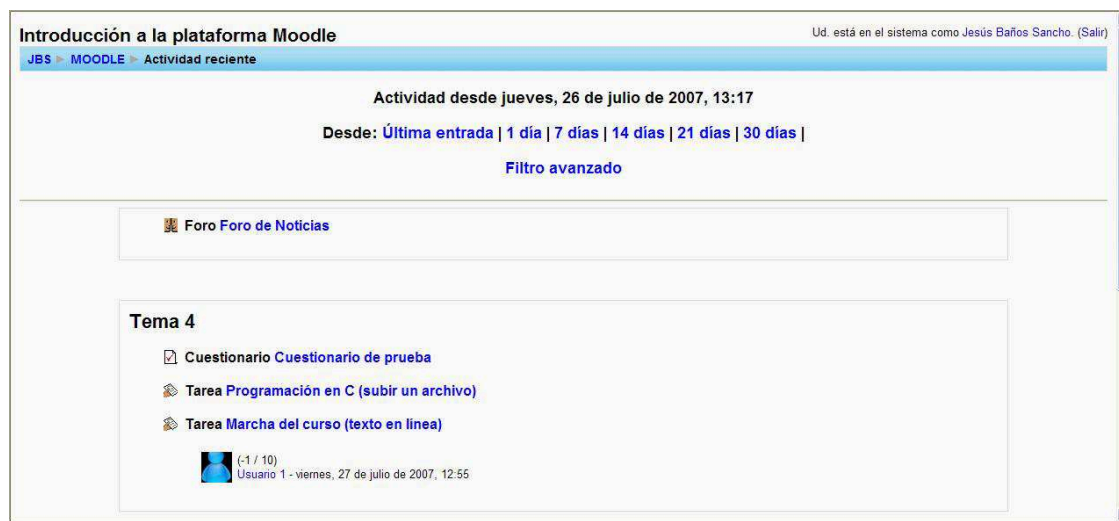 Introducción a la plataforma Moodle
Ud. está en el sistema como Jesús Baños Sancho. (Salir)
JBS ► MOODLE ► Actividad reciente
Actividad desde jueves, 26 de julio de 2007, 13:17
Desde: Última entrada | 1 día | 7 días | 14 días | 21 días | 30 días |
Filtro avanzado
Foro Foro de Noticias
Tema 4
Cuestionario Cuestionario de prueba
Tarea Programación en C (subir un archivo)
Tarea Marcha del curso (texto en línea)
(-1 / 10)
Usuario 1 - viernes, 27 de julio de 2007, 12:55